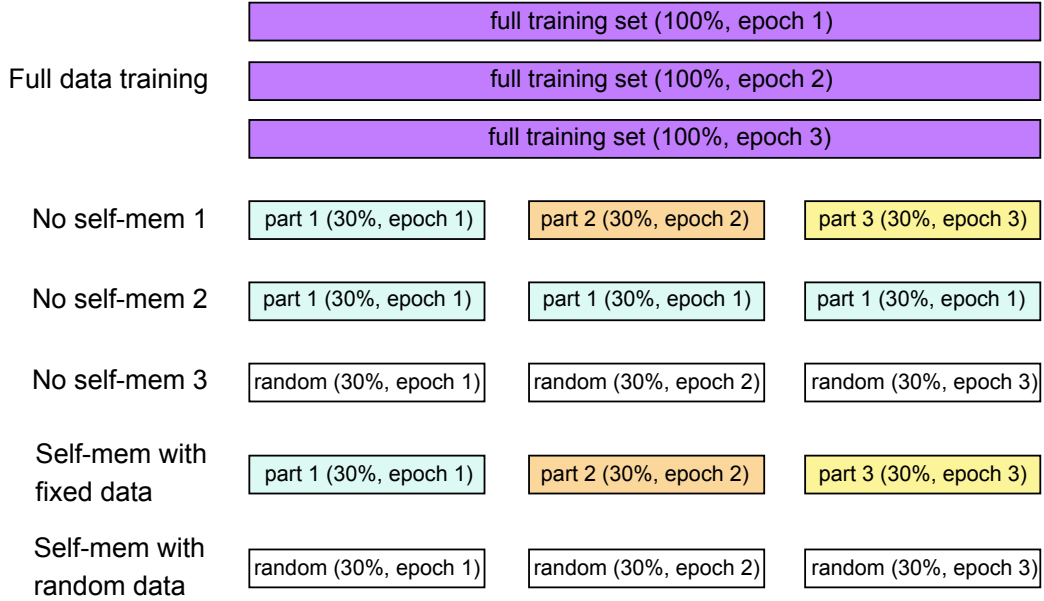 full training set (100%, epoch 1)
Full data training
full training set (100%, epoch 2)
full training set (100%, epoch 3)
No self-mem 1
part 1 (30%, epoch 1)
part 2 (30%, epoch 2)
part 3 (30%, epoch 3)
No self-mem 2
part 1 (30%, epoch 1)
part 1 (30%, epoch 1)
part 1 (30%, epoch 1)
No self-mem 3
random (30%, epoch 1)
random (30%, epoch 2)
random (30%, epoch 3)
Self-mem with
fixed data
part 1 (30%, epoch 1)
part 2 (30%, epoch 2)
part 3 (30%, epoch 3)
Self-mem with
random data
random (30%, epoch 1)
random (30%, epoch 2)
random (30%, epoch 3)